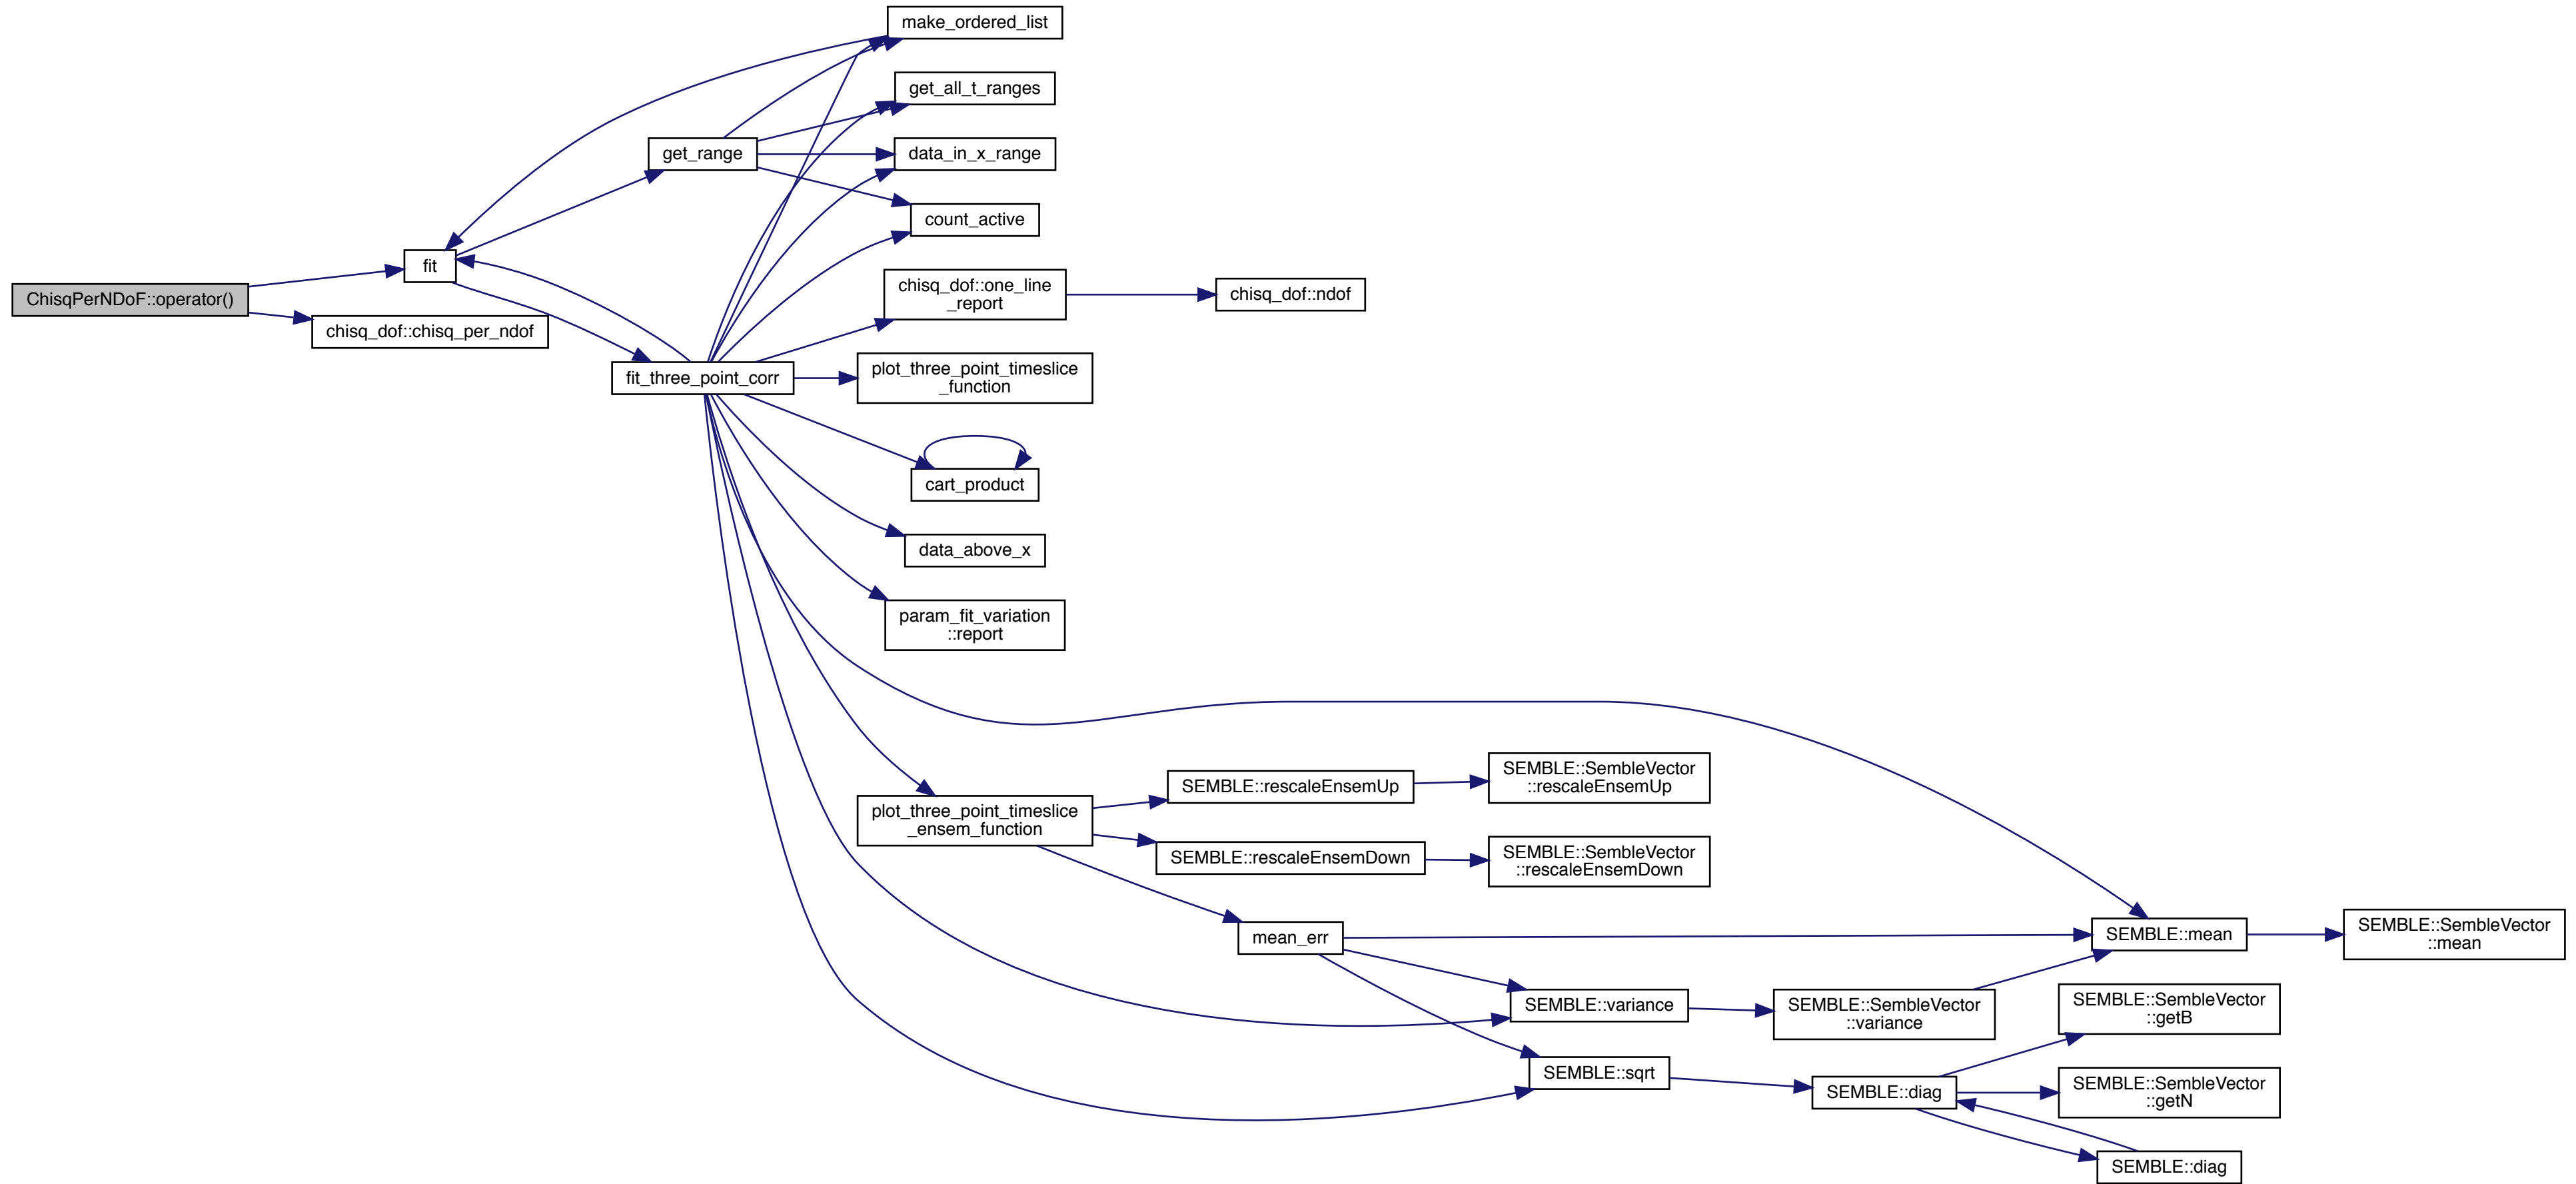 make_ordered_list
get_all_t_ranges
get_range
data_in_x_range
count_active
fit
ChisqPerNDoF::operator()
chisq_dof::one_line
_report
chisq_dof::ndof
chisq_dof::chisq_per_ndof
fit_three_point_corr
plot_three_point_timeslice
_function
cart_product
data_above_x
param_fit_variation
::report
plot_three_point_timeslice
_ensem_function
SEMBLE::rescaleEnsemUp
SEMBLE::SembleVector
::rescaleEnsemUp
SEMBLE::rescaleEnsemDown
SEMBLE::SembleVector
::rescaleEnsemDown
mean_err
SEMBLE::mean
SEMBLE::SembleVector
::mean
SEMBLE::variance
SEMBLE::SembleVector
::variance
SEMBLE::SembleVector
::getB
SEMBLE::sqrt
SEMBLE::diag
SEMBLE::SembleVector
::getN
SEMBLE::diag